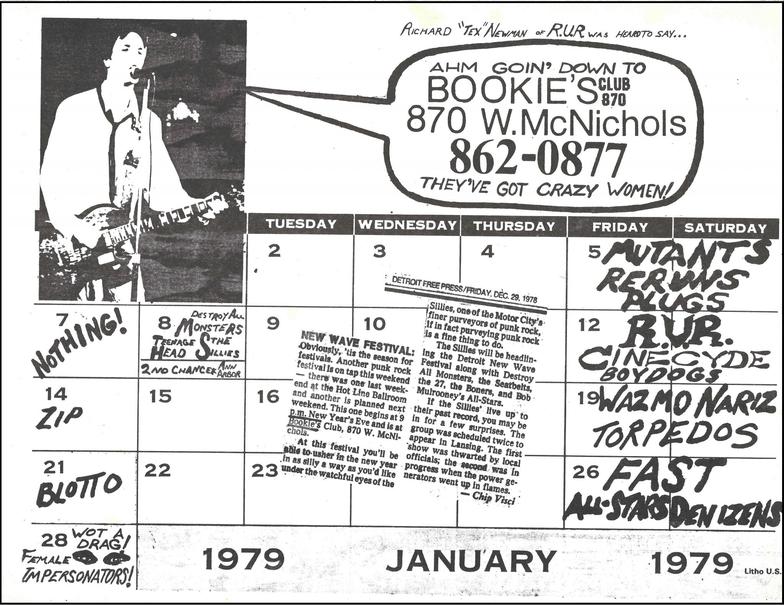 RICHARD "TEX" NEWMAN OF R.U.R WAS HEARD TO SAY...
AHM GOIN' DOWN TO
BOOKIE'S CLUB 870
870 W.McNichols
862-0877
THEY'VE GOT CRAZY WOMEN!
TUESDAY WEDNESDAY THURSDAY FRIDAY SATURDAY
2 3 4 5 MUTANTS
RERUNS
PLUGS
7 NOTHING!
8 DESTROY ALL
MONSTERS
TEENAGE THE
HEAD SILLIES
2ND CHANCE ANN ARBOR
9 10
DETROIT FREE PRESS/FRIDAY, DEC. 29, 1978
NEW WAVE FESTIVAL:
Obviously, 'tis the season for
festivals. Another punk rock
festival is on tap this weekend
— there was one last week-
end at the Hot Line Ballroom
and another is planned next
weekend. This one begins at 9
p.m. New Year's Eve and is at
Bookie's Club, 870 W. McNi-
chols.
At this festival you'll be
able to usher in the new year
in as silly a way as you'd like
under the watchful eyes of the
Sillies, one of the Motor City's
finer purveyors of punk rock,
if in fact purveying punk rock
is a fine thing to do.
The Sillies will be headlin-
ing the Detroit New Wave
Festival along with Destroy
All Monsters, the Seatbelts,
the 27, the Boners, and Bob
Mulrooney's All-Stars.
If the Sillies' live up to
their past record, you may be
in for a few surprises. The
group was scheduled twice to
appear in Lansing. The first
show was thwarted by local
officials; the second was in
progress when the power ge-
nerators went up in flames.
— Chip Visci
12 R.U.R.
CINECYDE
BOYDOGS
14 ZIP
15 16
19 WAZMO NARIZ
TORPEDOS
21 BLOTTO
22 23
26 FAST
ALL-STARS DENIZENS
28 WOT A
DRAG!
FEMALE
IMPERSONATORS!
1979 JANUARY 1979
Litho U.S.